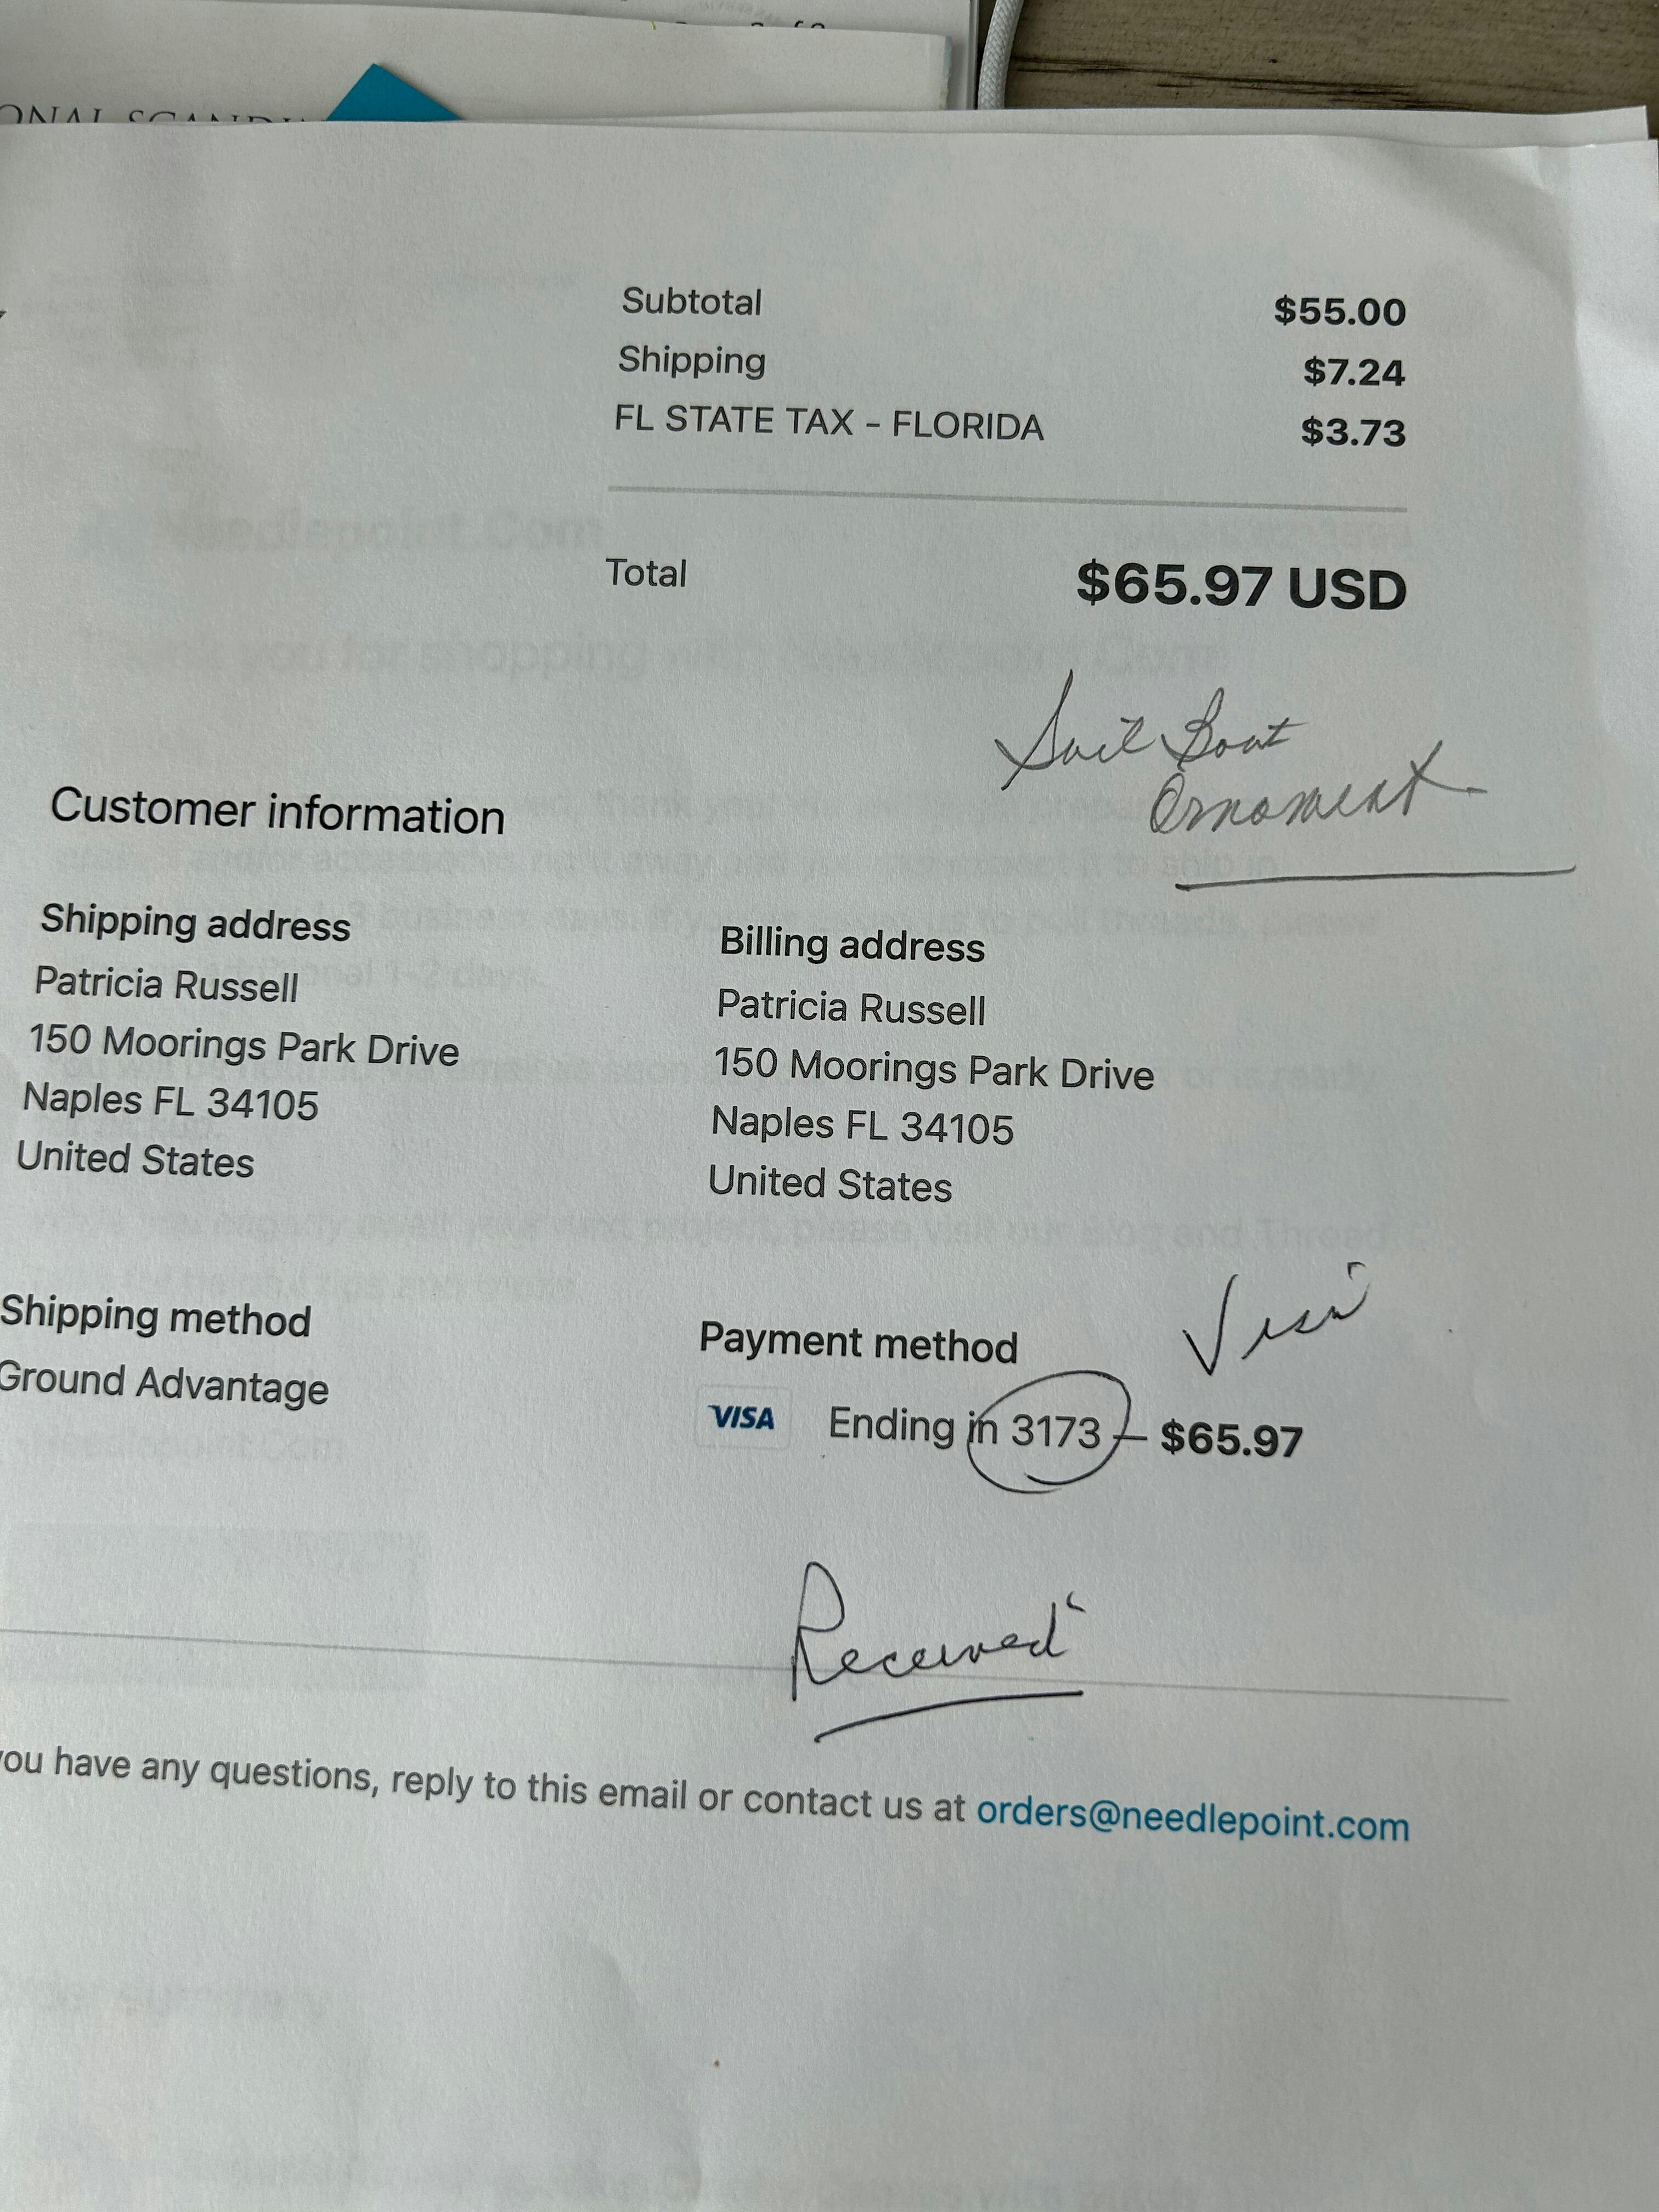 Subtotal $55.00
Shipping $7.24
FL STATE TAX - FLORIDA $3.73
Total $65.97 USD
Sail Boat
Ornament
Customer information
Shipping address
Patricia Russell
150 Moorings Park Drive
Naples FL 34105
United States
Billing address
Patricia Russell
150 Moorings Park Drive
Naples FL 34105
United States
Shipping method
Ground Advantage
Payment method
Visa
VISA Ending in 3173 — $65.97
Received
you have any questions, reply to this email or contact us at orders@needlepoint.com